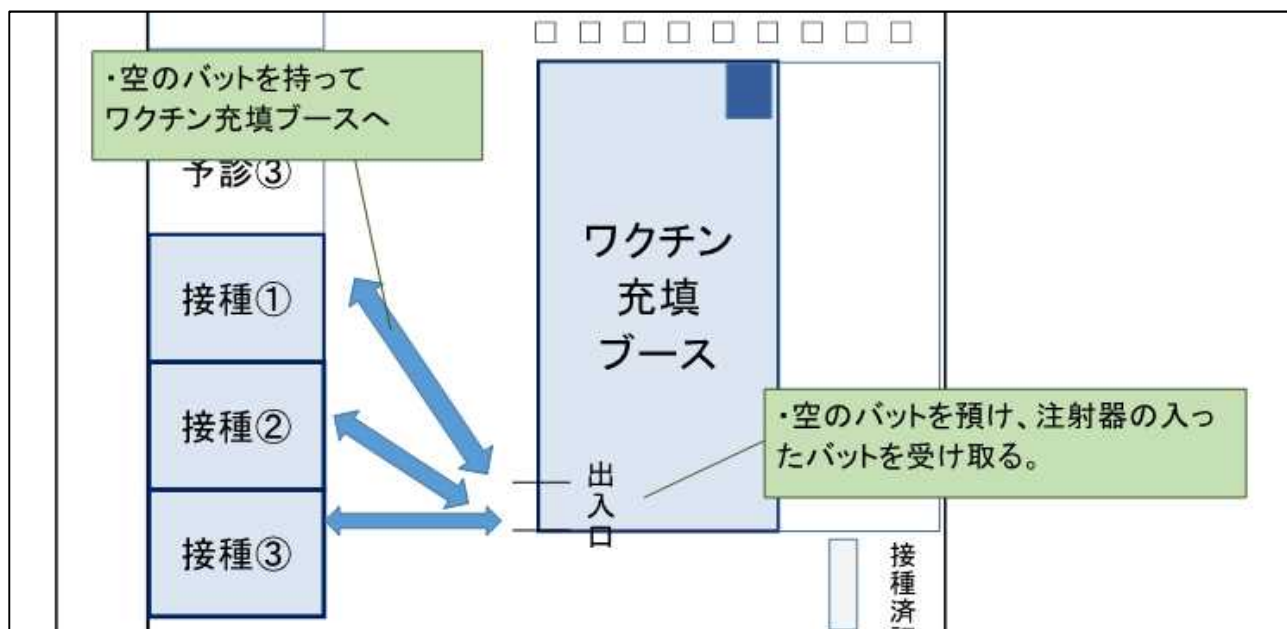 ・空のバットを持って
ワクチン充填ブースへ
予診③
接種①
接種②
接種③
ワクチン
充填
ブース
出入口
・空のバットを預け、注射器の入っ
たバットを受け取る。
接種済